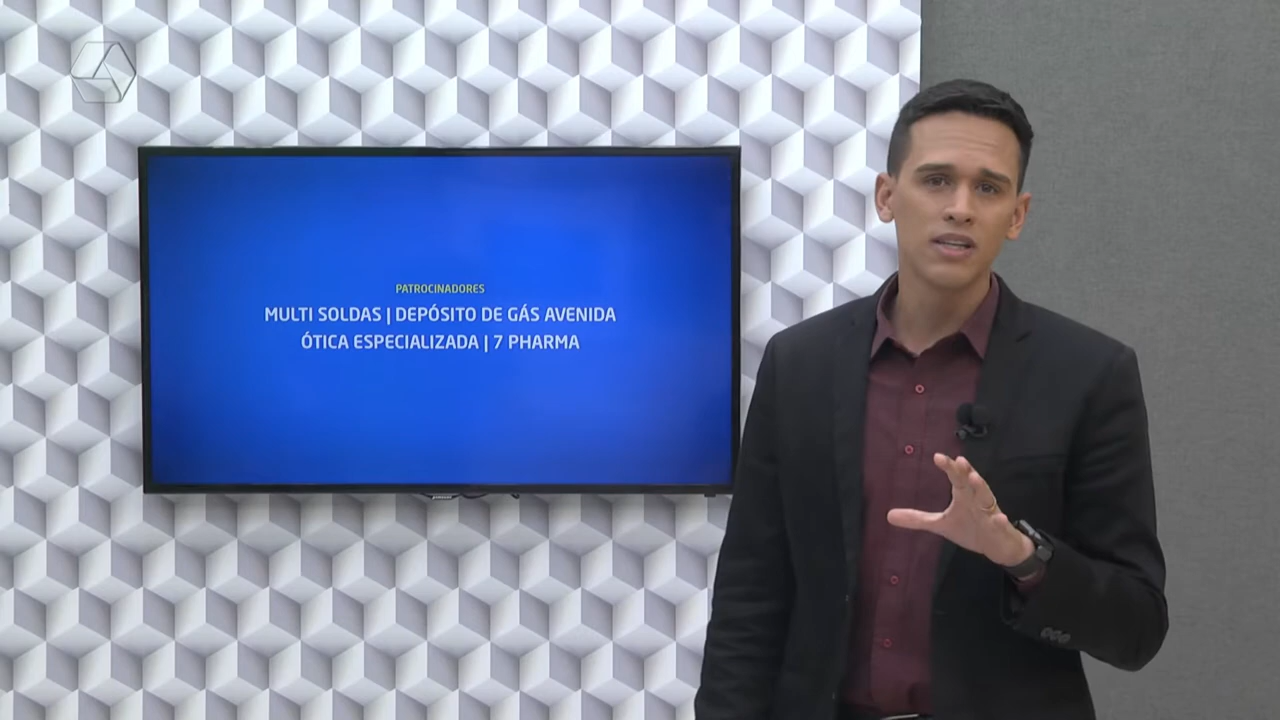 PATROCINADORES
MULTI SOLDAS | DEPÓSITO DE GÁS AVENIDA
ÓTICA ESPECIALIZADA | 7 PHARMA